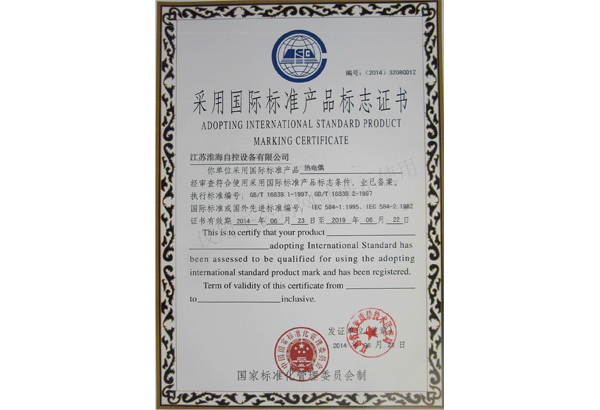 编号:(2014) 32080012
采用国际标准产品标志证书
ADOPTING INTERNATIONAL STANDARD PRODUCT
MARKING CERTIFICATE
江苏淮海自控设备有限公司
你单位采用国际标准产品 热电偶
经审查符合使用采用国际标准产品标志条件,业已备案。
执行标准编号: GB/T 16839.1-1997, GB/T 16839.2-1997
国际标准或国外先进标准编号: IEC 584-1:1995, IEC 584-2:1982
证书有效期 2014 年 06 月 23 日至 2019 年 06 月 22 日
This is to certify that your product
adopting International Standard has
been assessed to be qualified for using the adopting
international standard product mark and has been registered.
Term of validity of this certificate from
to inclusive.
发证
2014
国家标准化管理委员会制